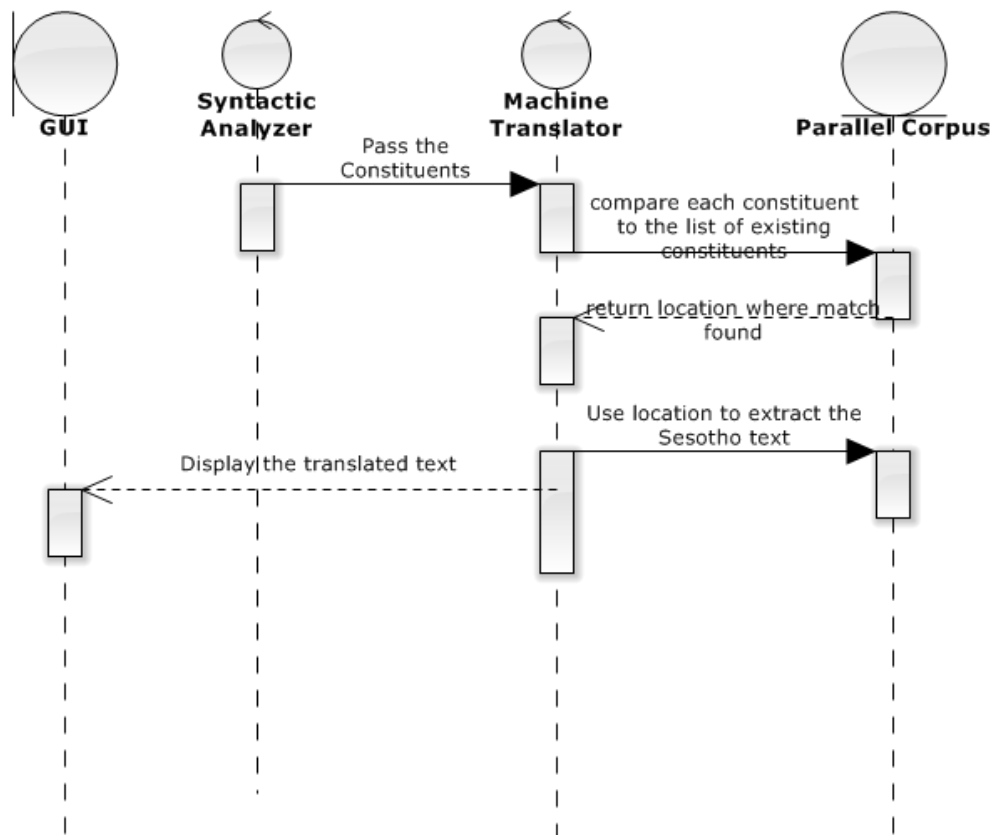 GUI
Syntactic
Analyzer
Machine
Translator
Parallel Corpus
Pass the
Constituents
compare each constituent
to the list of existing
constituents
return location where match
found
Use location to extract the
Sesotho text
Display the translated text